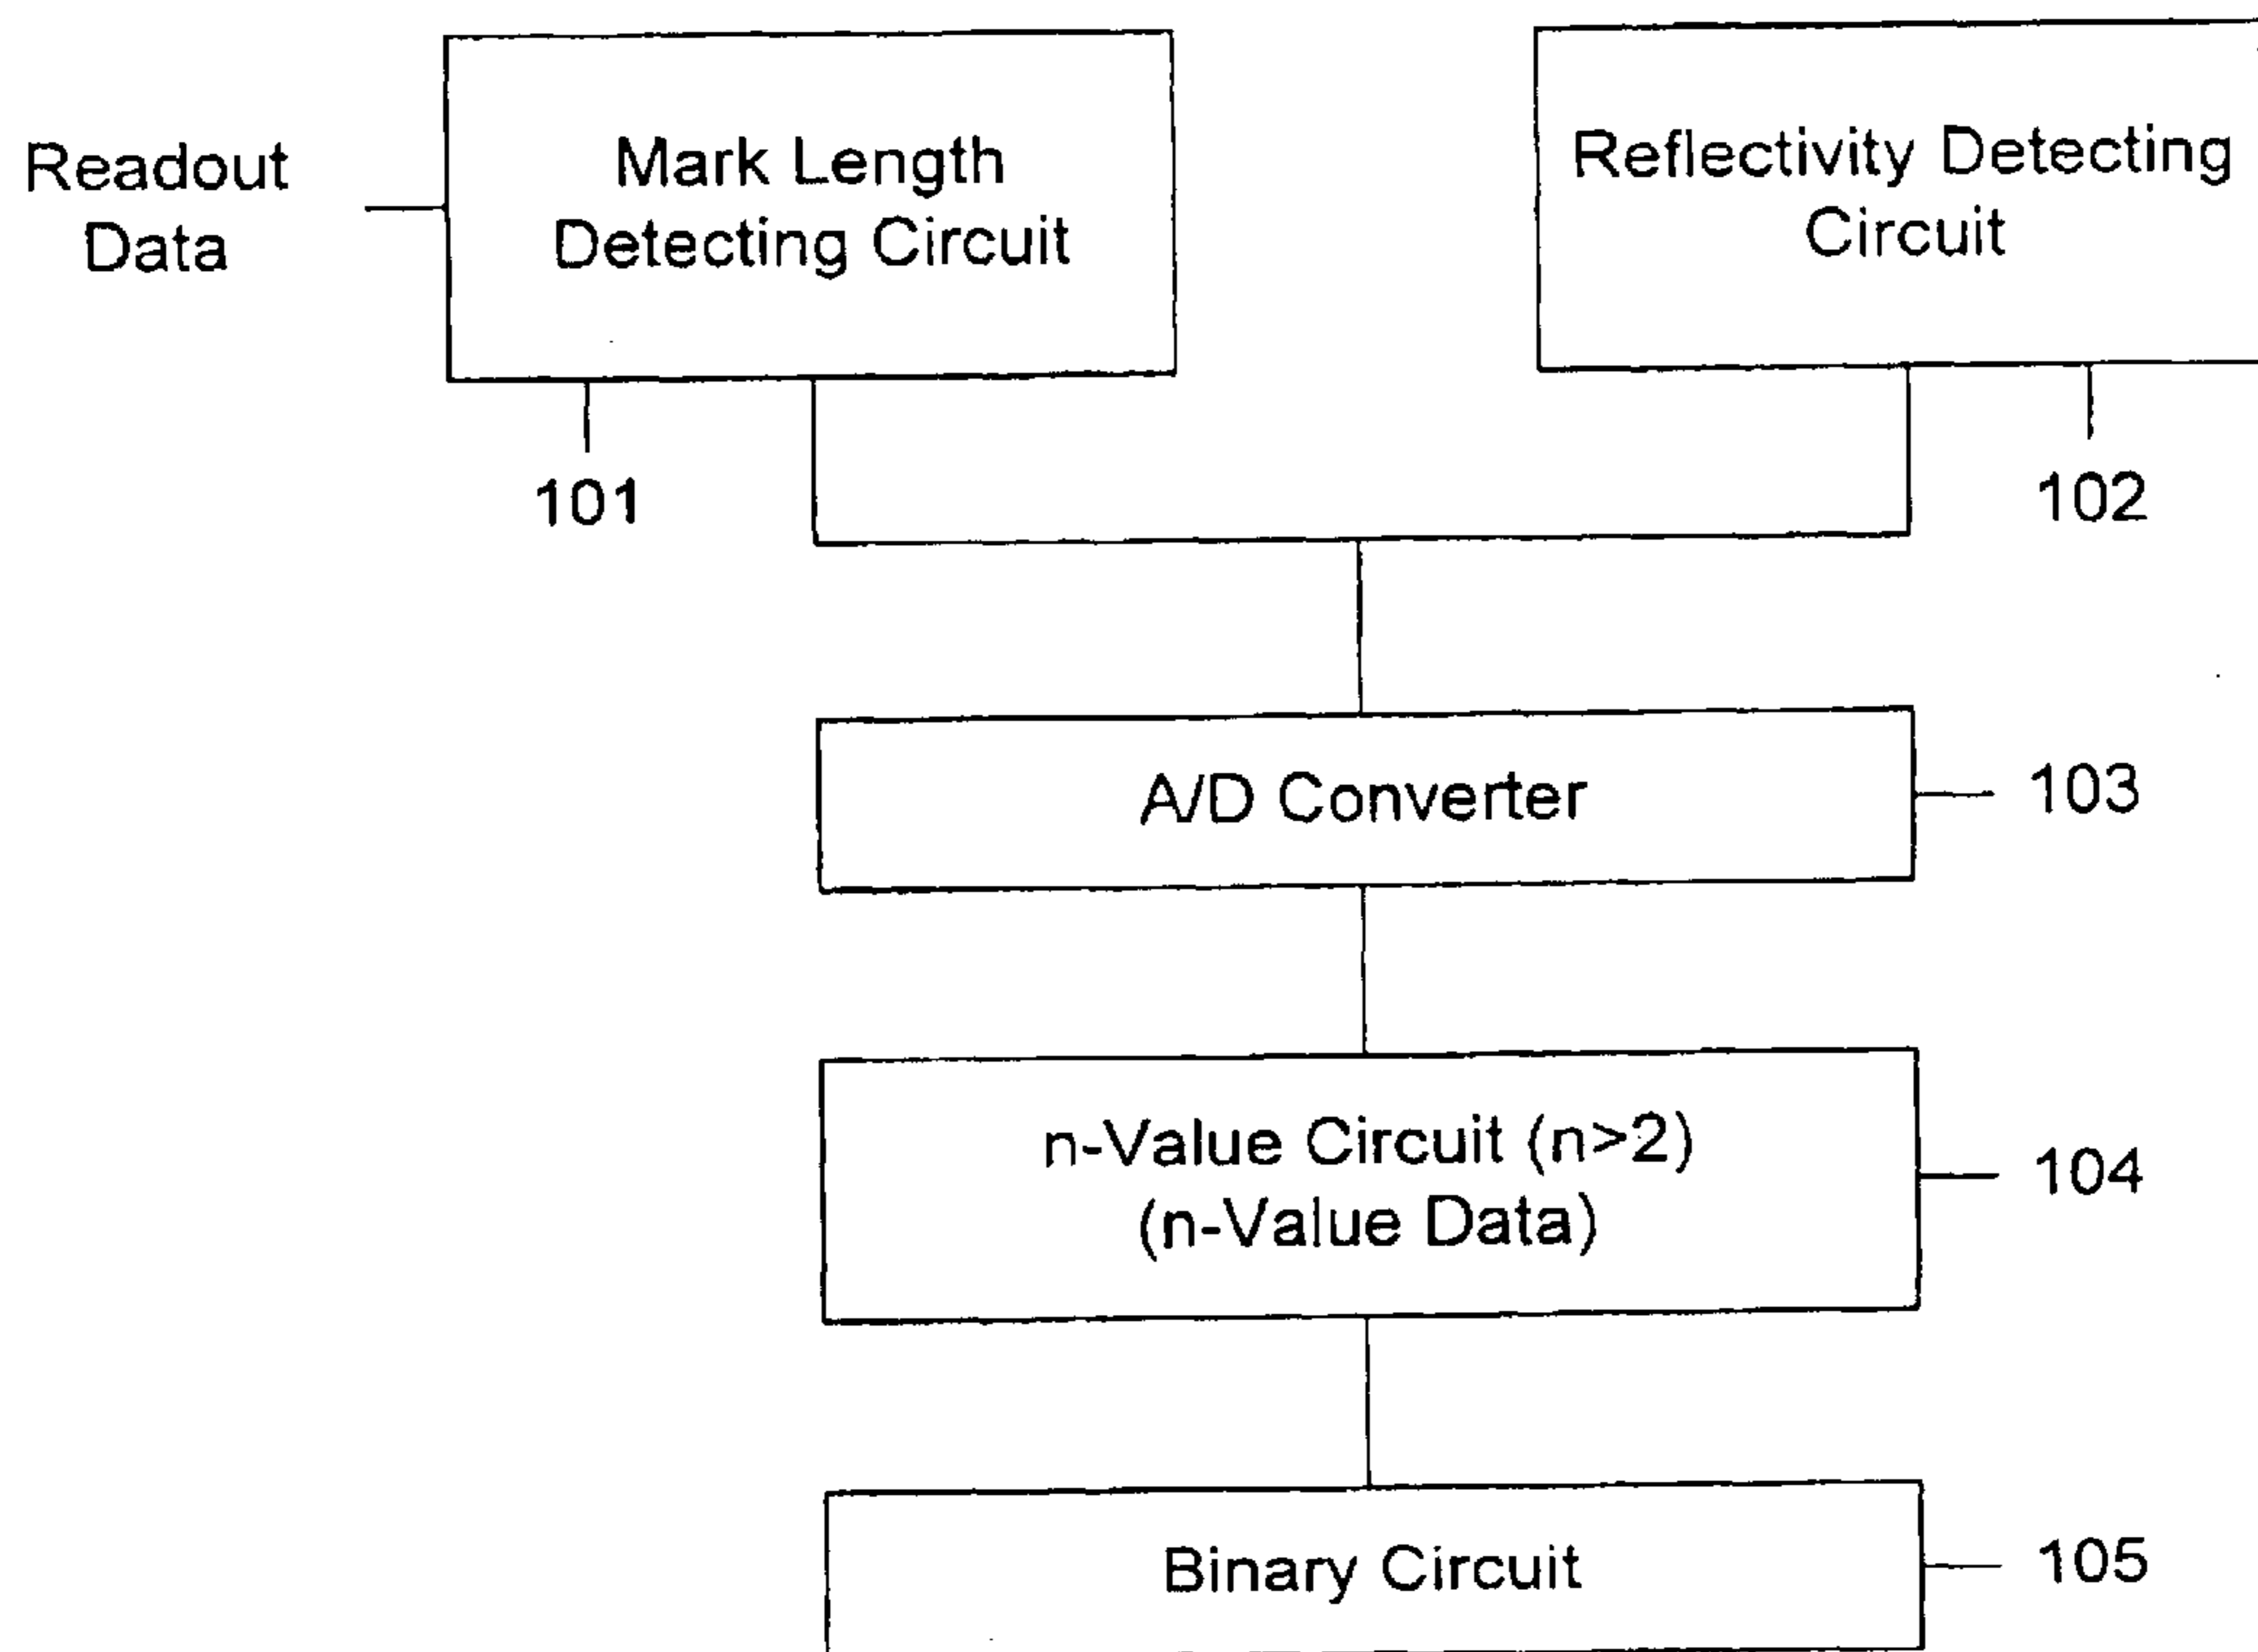 Readout
Data
Mark Length
Detecting Circuit
Reflectivity Detecting
Circuit
101
102
A/D Converter
103
n-Value Circuit (n>2)
(n-Value Data)
104
Binary Circuit
105